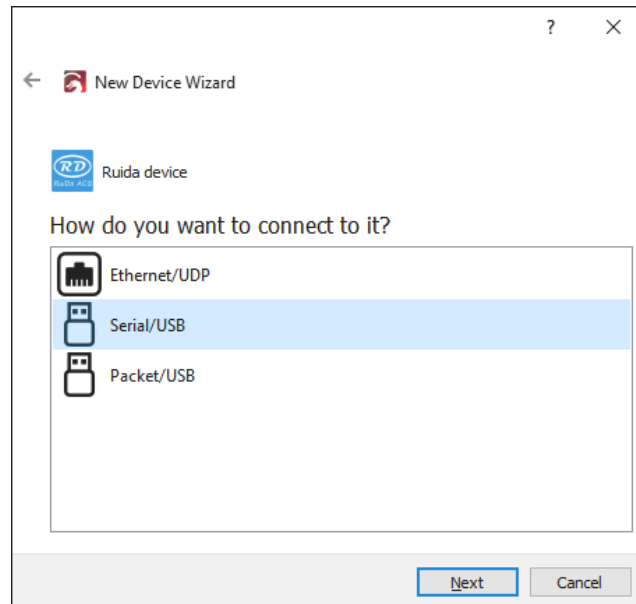 ?
New Device Wizard
RD
RuiDa ACS
Ruida device
How do you want to connect to it?
Ethernet/UDP
Serial/USB
Packet/USB
Next
Cancel